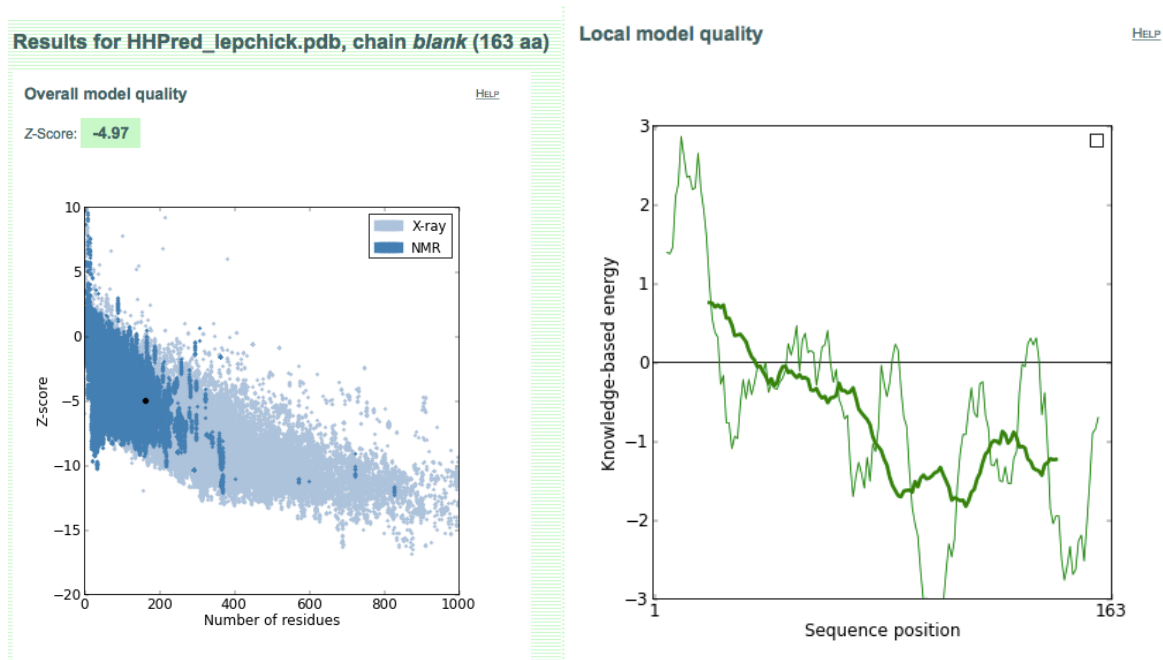 Results for HHPred_lepchick.pdb, chain blank (163 aa)
Overall model quality
HELP
Z-Score: -4.97
10
5
0
−5
−10
−15
−20
Z-score
X-ray
NMR
0
200
400
600
800
1000
Number of residues
Local model quality
HELP
3
2
1
0
−1
−2
−3
Knowledge-based energy
1
163
Sequence position